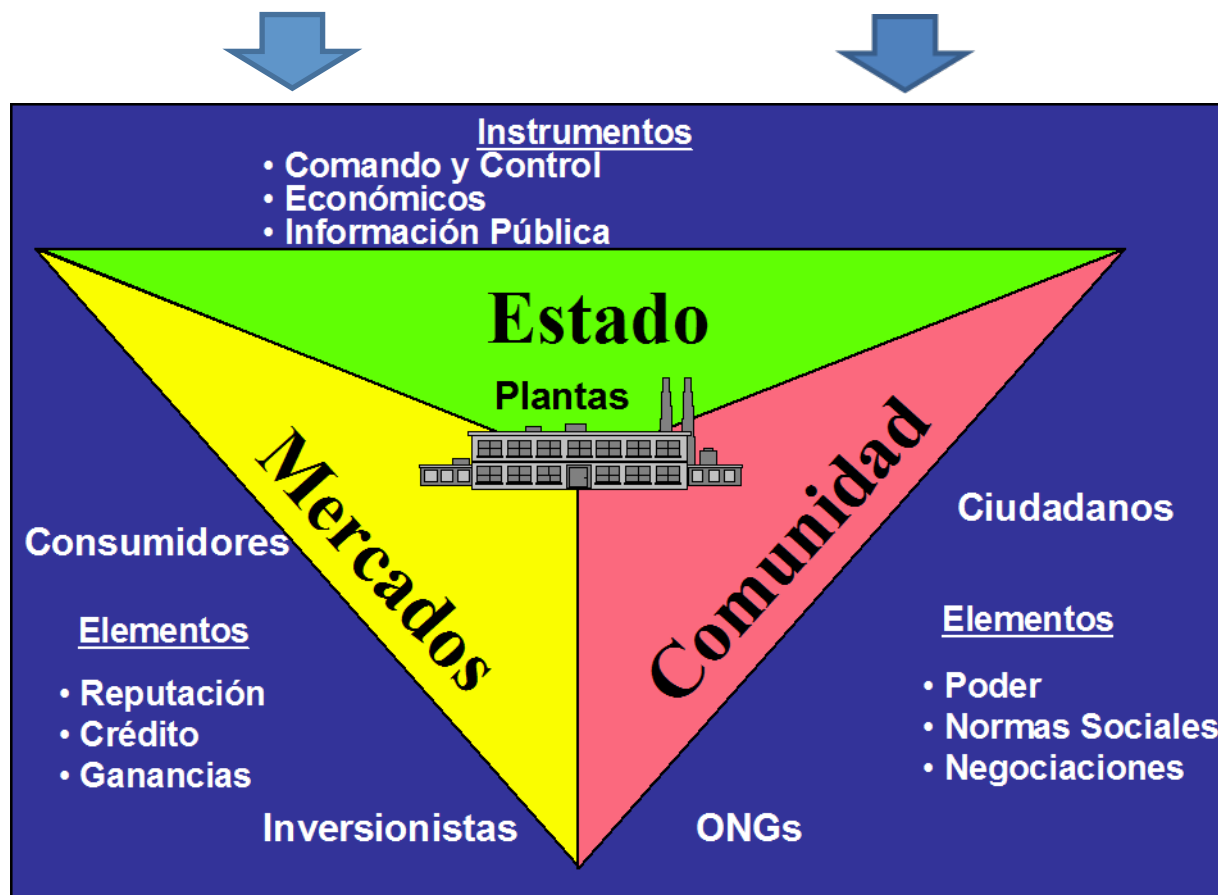 Instrumentos
• Comando y Control
• Económicos
• Información Pública
Estado
Plantas
Mercados
Comunidad
Consumidores
Elementos
• Reputación
• Crédito
• Ganancias
Inversionistas
Ciudadanos
Elementos
• Poder
• Normas Sociales
• Negociaciones
ONGs